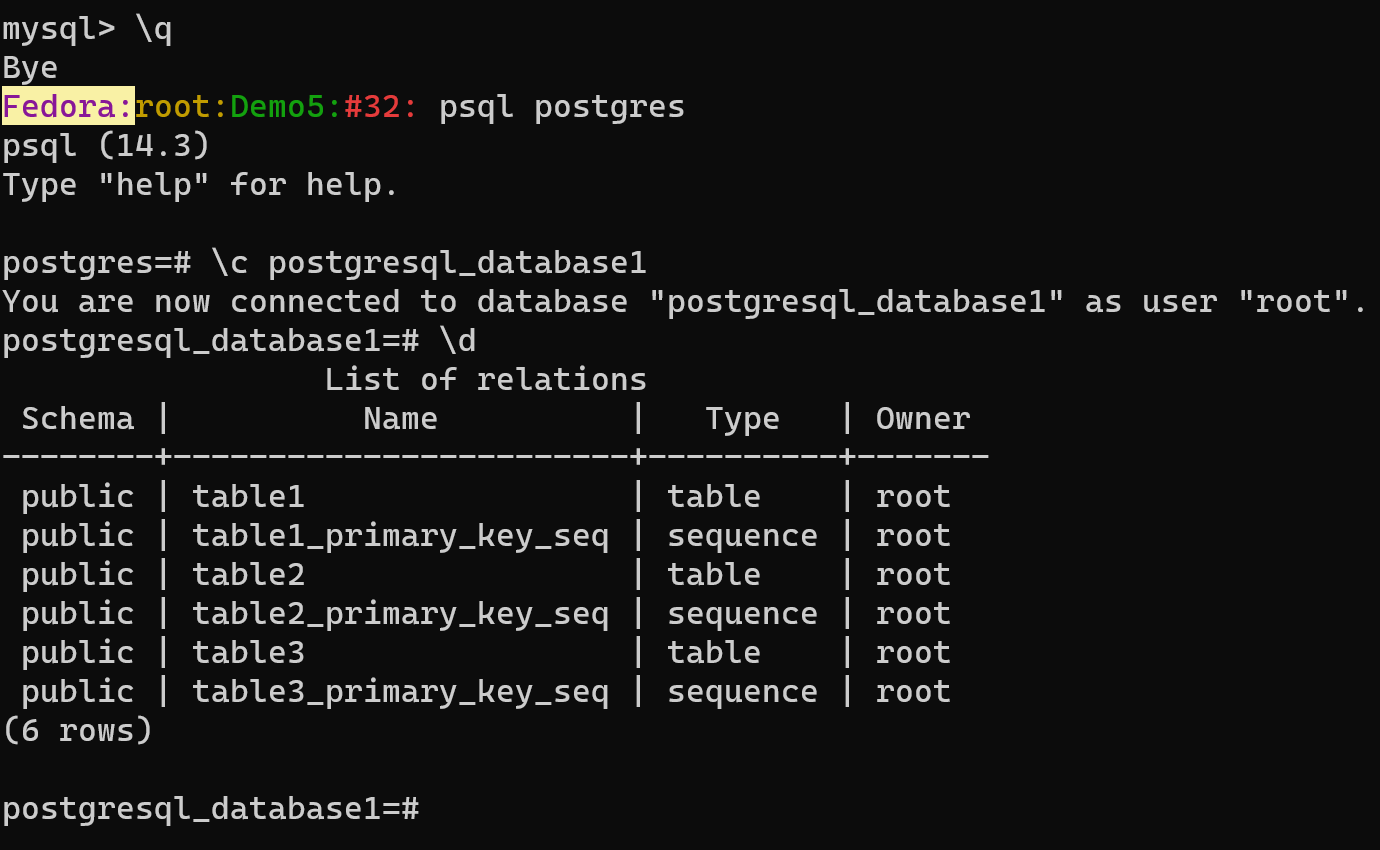 mysql> \q
Bye
Fedora:root:Demo5:#32: psql postgres
psql (14.3)
Type "help" for help.

postgres=# \c postgresql_database1
You are now connected to database "postgresql_database1" as user "root".
postgresql_database1=# \d
                 List of relations
 Schema |          Name          |   Type   | Owner
--------+------------------------+----------+-------
 public | table1                 | table    | root
 public | table1_primary_key_seq | sequence | root
 public | table2                 | table    | root
 public | table2_primary_key_seq | sequence | root
 public | table3                 | table    | root
 public | table3_primary_key_seq | sequence | root
(6 rows)

postgresql_database1=#